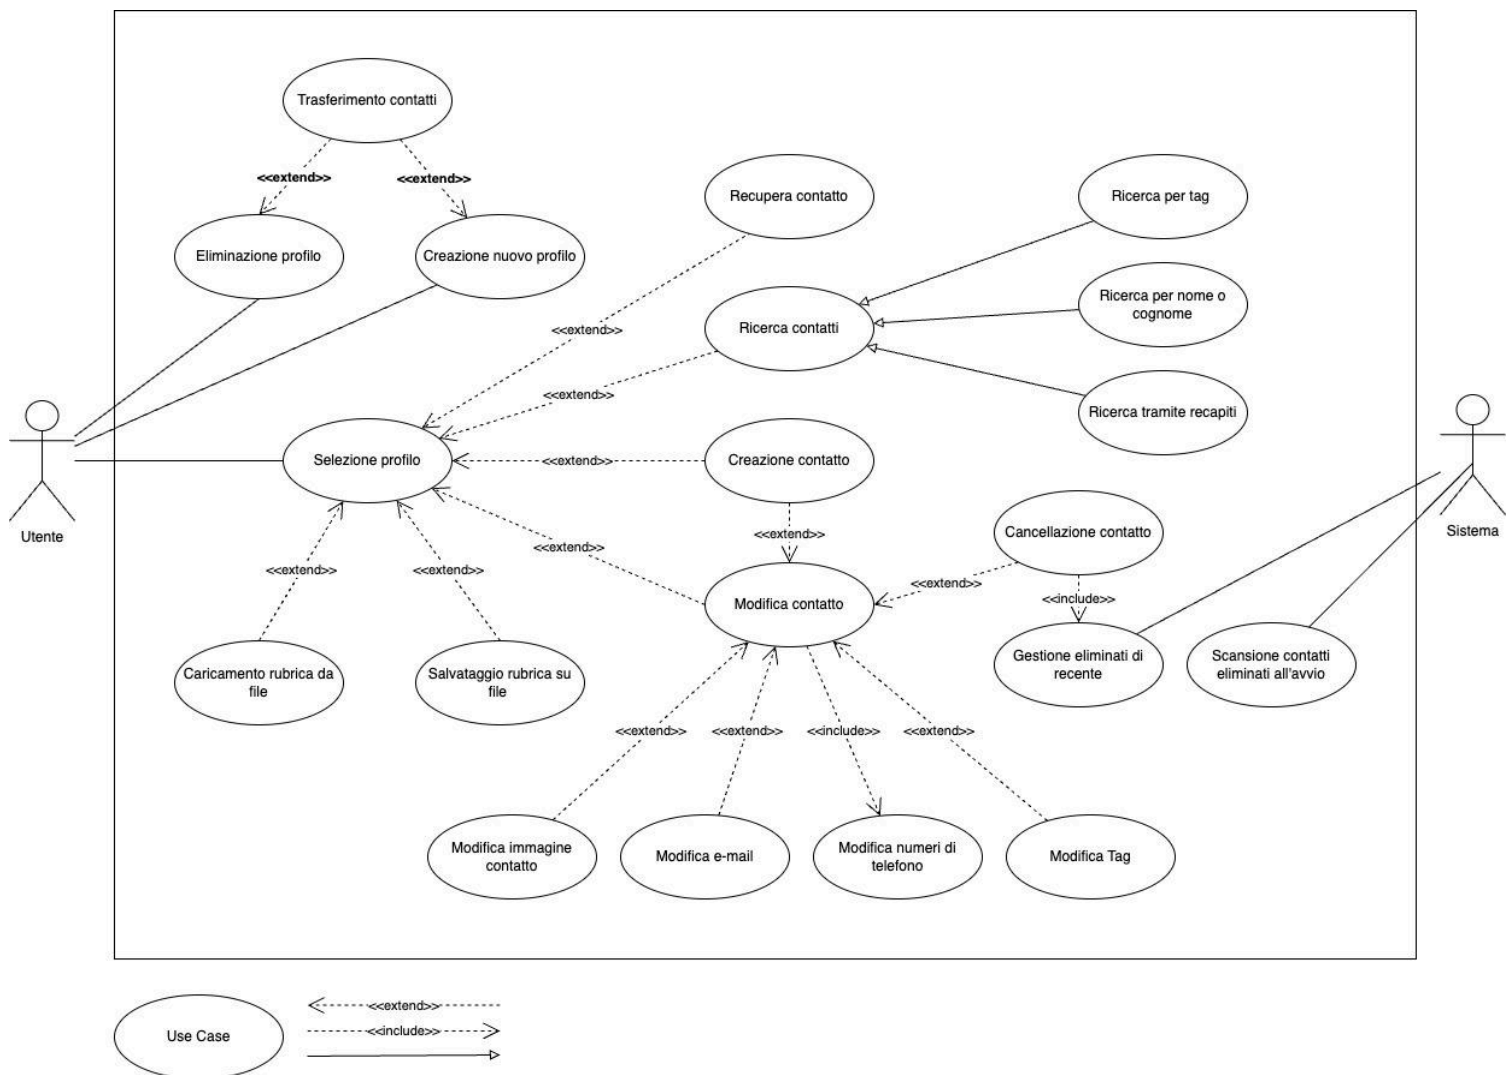 Trasferimento contatti
<<extend>>
<<extend>>
Eliminazione profilo
Creazione nuovo profilo
Recupera contatto
Ricerca per tag
<<extend>>
Ricerca contatti
Ricerca per nome o
cognome
<<extend>>
Ricerca tramite recapiti
Utente
Selezione profilo
<<extend>>
Creazione contatto
Sistema
<<extend>>
<<extend>>
Cancellazione contatto
<<extend>>
<<extend>>
<<extend>>
Modifica contatto
<<include>>
Caricamento rubrica da
file
Salvataggio rubrica su
file
Gestione eliminati di
recente
Scansione contatti
eliminati all'avvio
<<extend>>
<<extend>>
<<include>>
<<extend>>
Modifica immagine
contatto
Modifica e-mail
Modifica numeri di
telefono
Modifica Tag
Use Case
<<extend>>
<<include>>